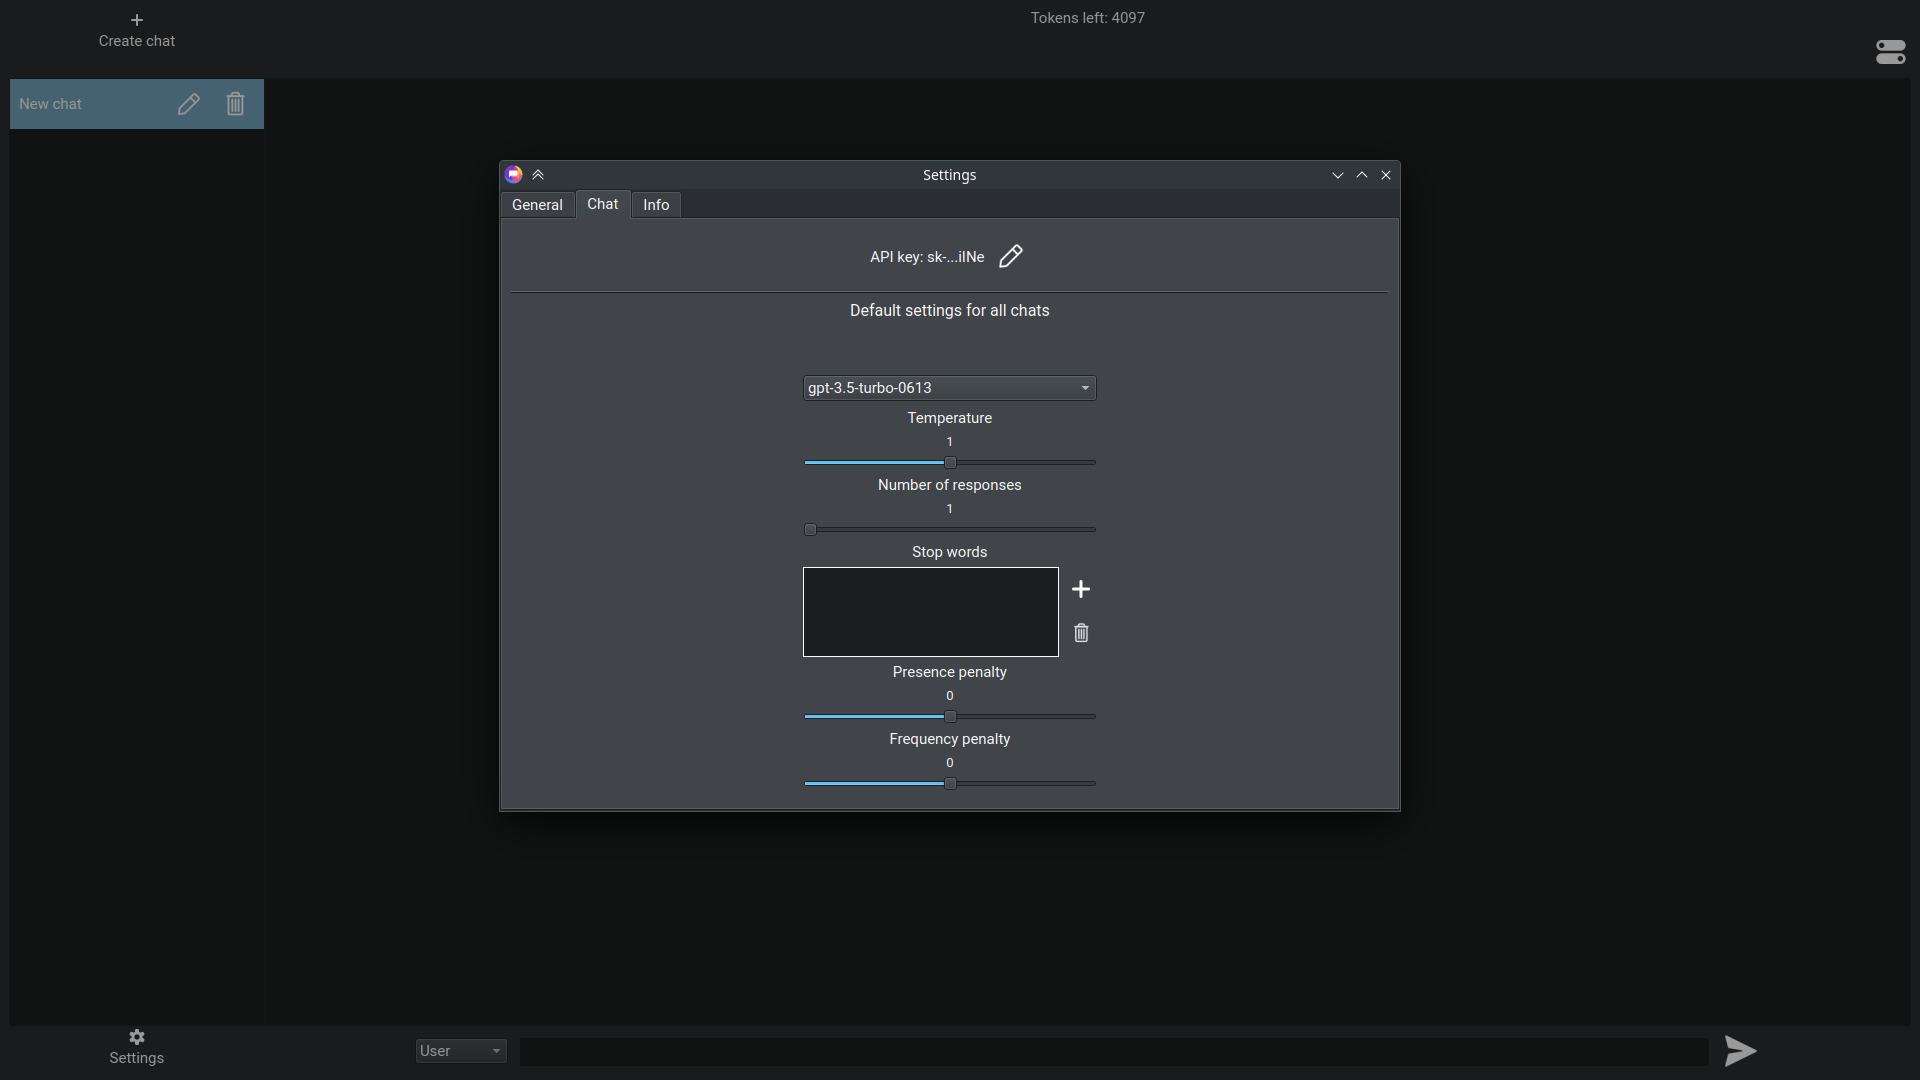 Create chat
Tokens left: 4097
New chat
Settings
General
Chat
Info
API key: sk-...iINe
Default settings for all chats
gpt-3.5-turbo-0613
Temperature
1
Number of responses
1
Stop words
Presence penalty
0
Frequency penalty
0
Settings
User